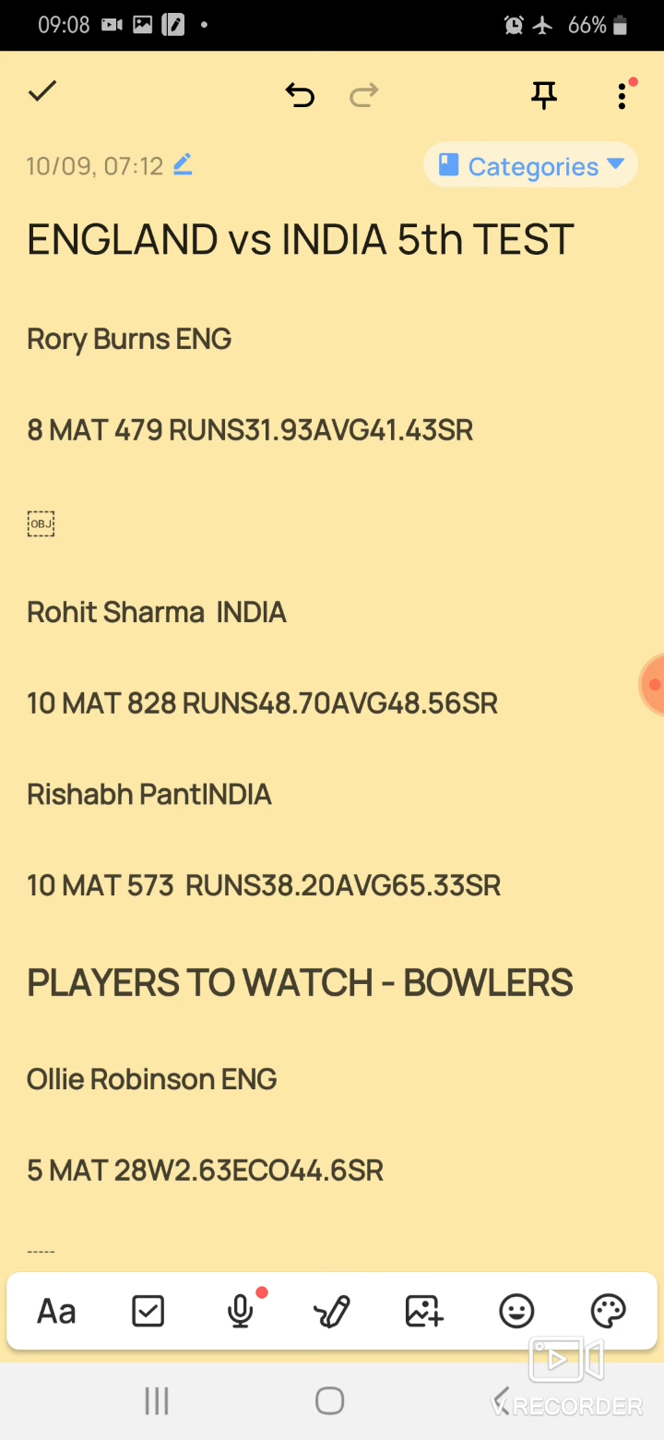 09:08
66%
10/09, 07:12
Categories
ENGLAND vs INDIA 5th TEST
Rory Burns ENG
8 MAT 479 RUNS31.93AVG41.43SR
OBJ
Rohit Sharma  INDIA
10 MAT 828 RUNS48.70AVG48.56SR
Rishabh PantINDIA
10 MAT 573  RUNS38.20AVG65.33SR
PLAYERS TO WATCH - BOWLERS
Ollie Robinson ENG
5 MAT 28W2.63ECO44.6SR
-----
Aa
V.RECORDER